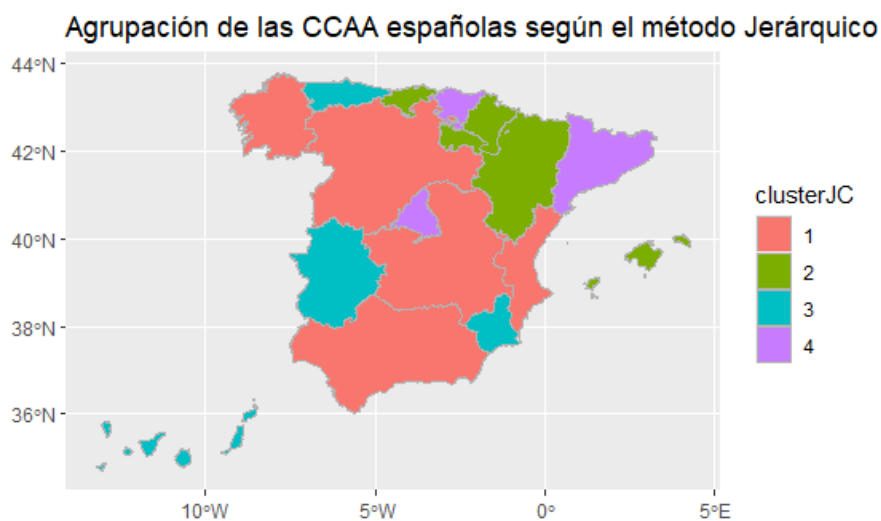 Agrupación de las CCAA españolas según el método Jerárquico
44°N
42°N
40°N
38°N
36°N
10°W
5°W
0°
5°E
clusterJC
1
2
3
4